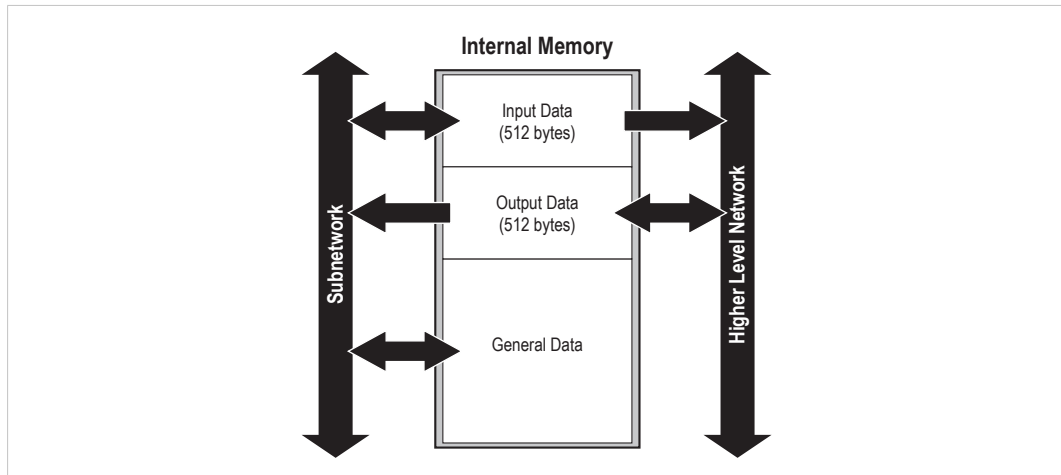 Internal Memory
Input Data
(512 bytes)
Output Data
(512 bytes)
General Data
Subnetwork
Higher Level Network